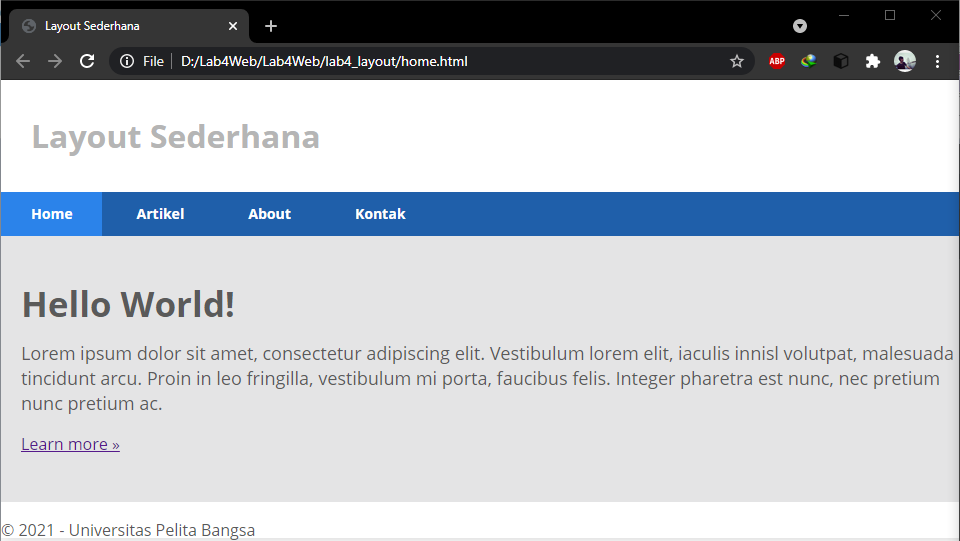 Layout Sederhana
File
D:/Lab4Web/Lab4Web/lab4_layout/home.html
ABP
Layout Sederhana
Home Artikel About Kontak
Hello World!
Lorem ipsum dolor sit amet, consectetur adipiscing elit. Vestibulum lorem elit, iaculis innisl volutpat, malesuada
tincidunt arcu. Proin in leo fringilla, vestibulum mi porta, faucibus felis. Integer pharetra est nunc, nec pretium
nunc pretium ac.
Learn more »
© 2021 - Universitas Pelita Bangsa